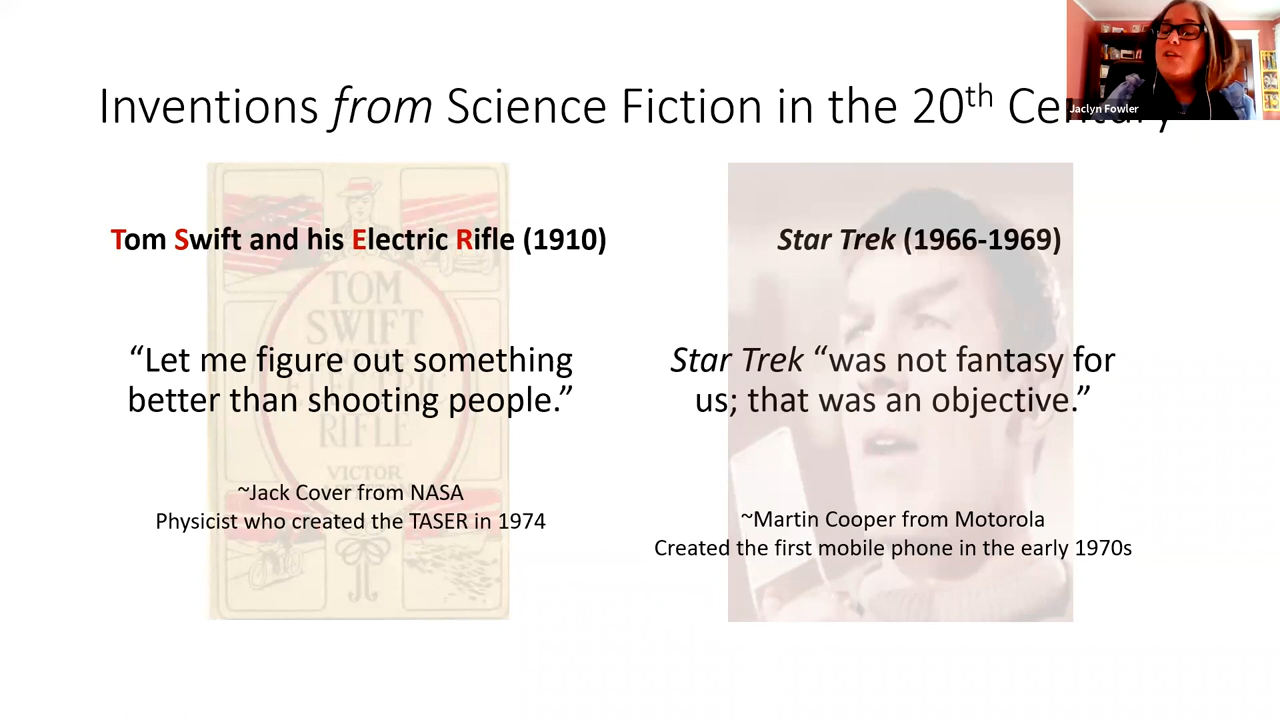 Inventions from Science Fiction in the 20th Century
Jaclyn Fowler
Tom Swift and his Electric Rifle (1910)
Star Trek (1966-1969)
TOM
SWIFT
“Let me figure out something
better than shooting people.”
Star Trek “was not fantasy for
us; that was an objective.”
ELECTRIC
RIFLE
VICTOR
~Jack Cover from NASA
Physicist who created the TASER in 1974
~Martin Cooper from Motorola
Created the first mobile phone in the early 1970s